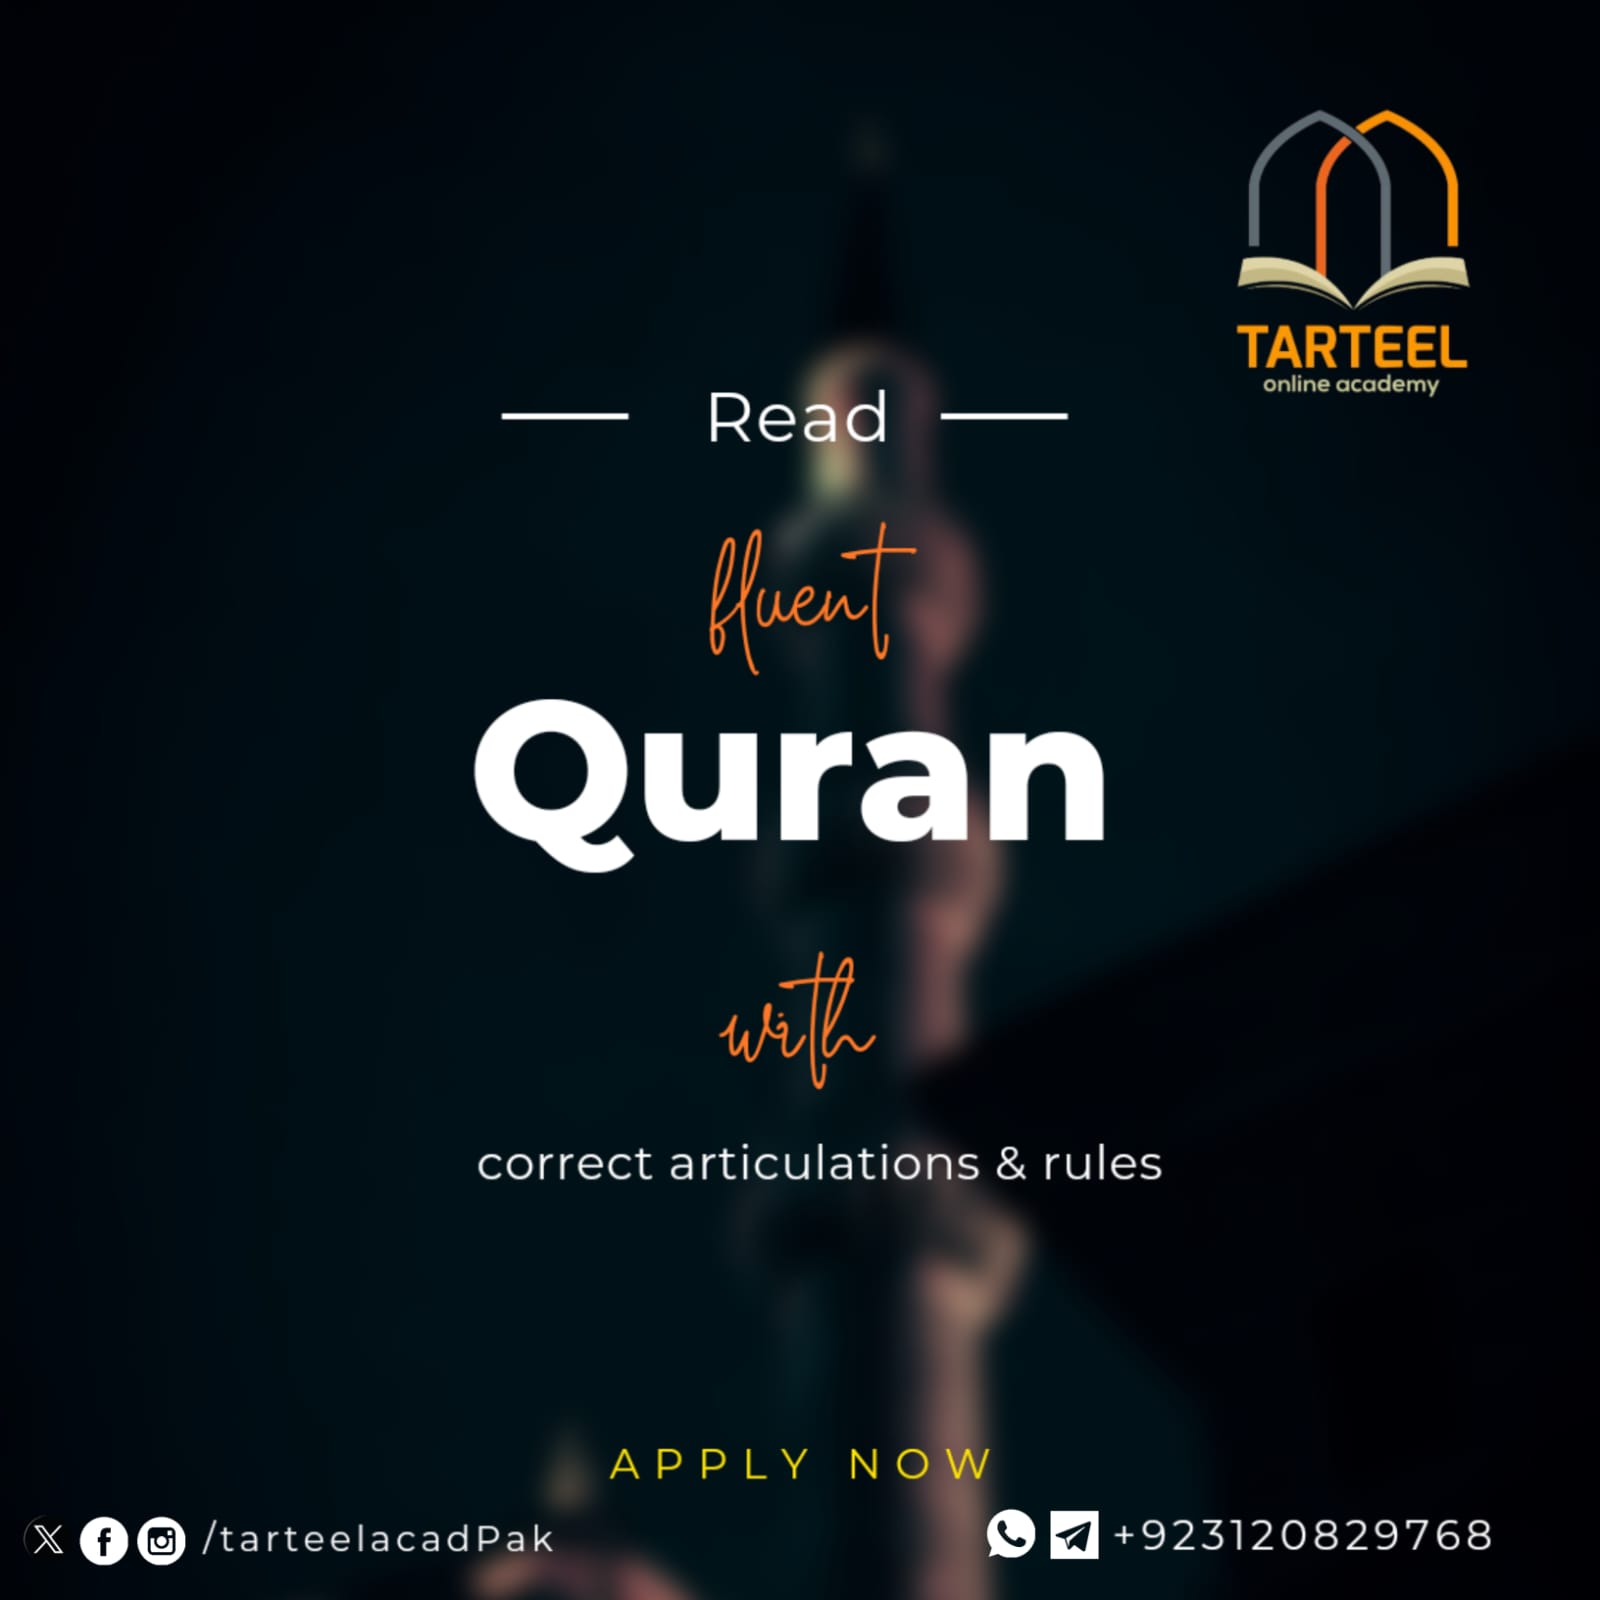 TARTEEL
online academy
Read
fluent
Quran
with
correct articulations & rules
APPLY NOW
/tarteelacadPak
+923120829768